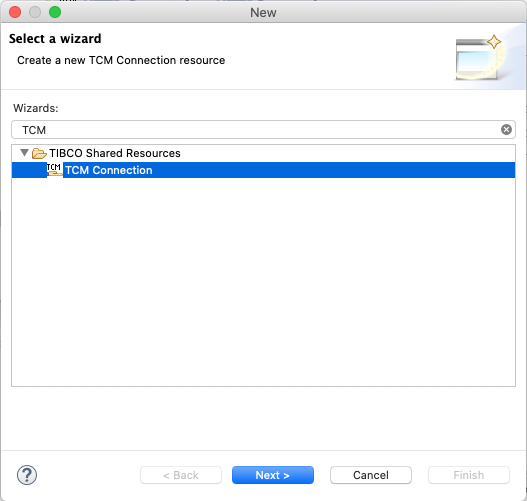 New
Select a wizard
Create a new TCM Connection resource
Wizards:
TCM
TIBCO Shared Resources
TCM TCM Connection
?
< Back
Next >
Cancel
Finish